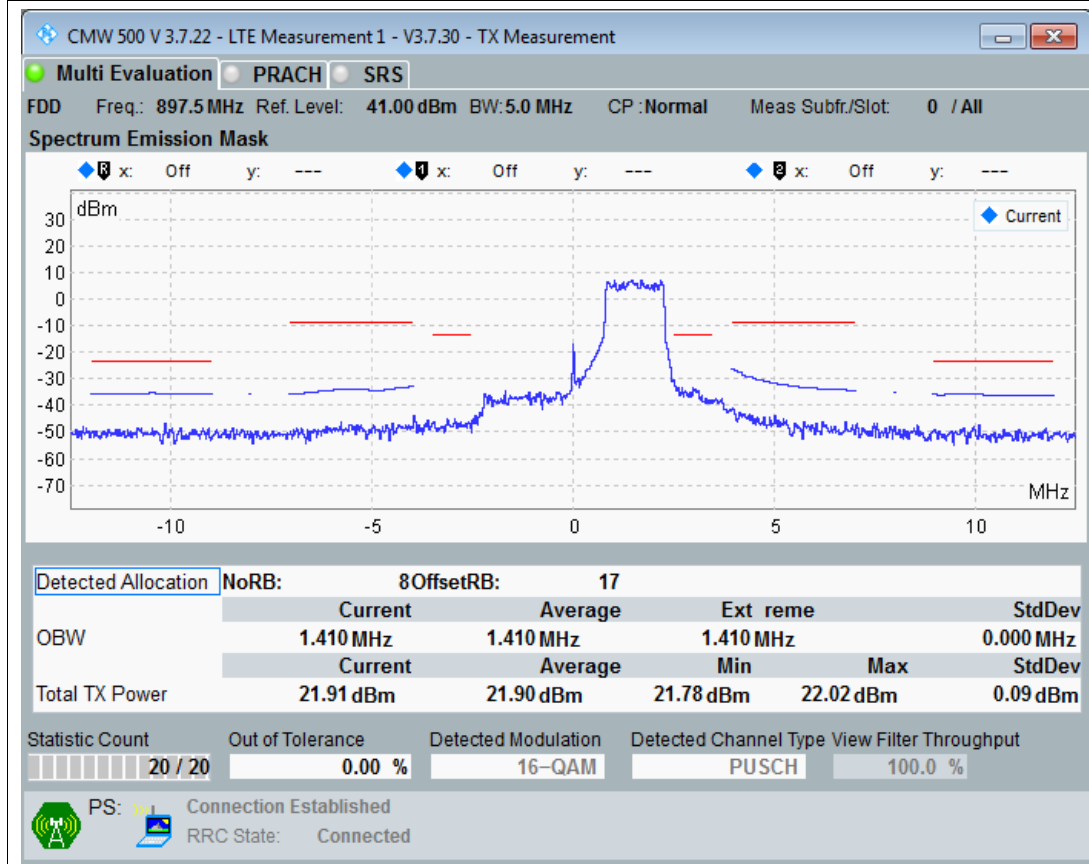 CMW 500 V 3.7.22 - LTE Measurement 1 - V3.7.30 - TX Measurement
Multi Evaluation PRACH SRS
FDD Freq.: 897.5 MHz Ref. Level: 41.00 dBm BW: 5.0 MHz CP : Normal Meas Subfr./Slot: 0 / All
Spectrum Emission Mask
R x: Off y: --- 1 x: Off y: --- 2 x: Off y: ---
dBm
Current
30
20
10
0
-10
-20
-30
-40
-50
-60
-70
MHz
-10 -5 0 5 10
Detected Allocation NoRB: 8 OffsetRB: 17
Current Average Ext reme StdDev
OBW 1.410 MHz 1.410 MHz 1.410 MHz 0.000 MHz
Current Average Min Max StdDev
Total TX Power 21.91 dBm 21.90 dBm 21.78 dBm 22.02 dBm 0.09 dBm
Statistic Count Out of Tolerance Detected Modulation Detected Channel Type View Filter Throughput
20 / 20 0.00 % 16-QAM PUSCH 100.0 %
PS: Connection Established
RRC State: Connected